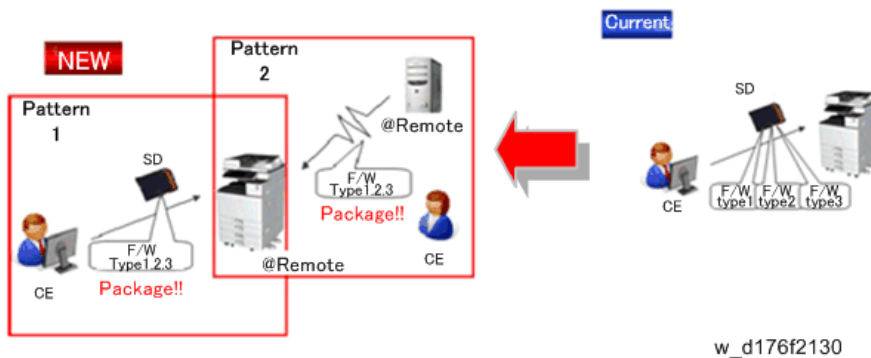 NEW
Pattern
1
SD
F/W
Type1.2.3
Package!!
CE
Pattern
2
@Remote
F/W
Type1.2.3
Package!!
CE
@Remote
Current
SD
CE
F/W
type1
F/W
type2
F/W
type3
w_d176f2130